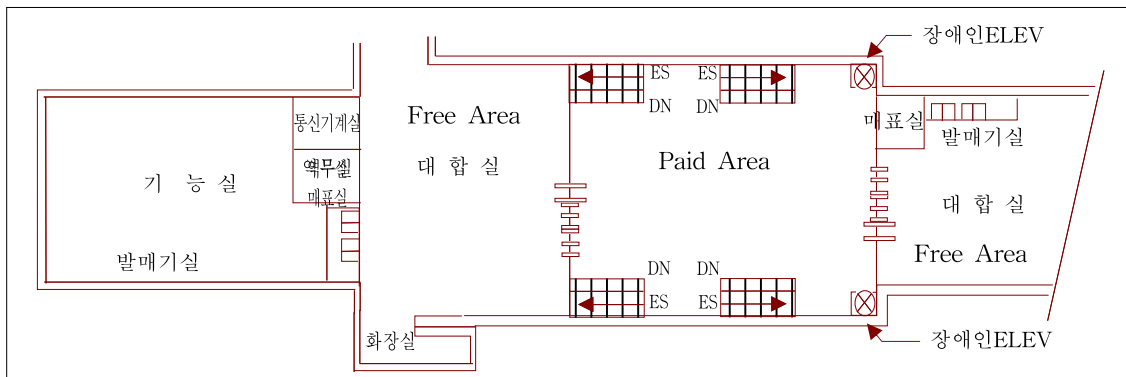 장애인ELEV
ES ES
DN DN
Free Area
통신기계실
매표실
발매기실
대 합 실
Paid Area
기 능 실
매표실
대 합 실
Free Area
발매기실
DN DN
ES ES
화장실
장애인ELEV